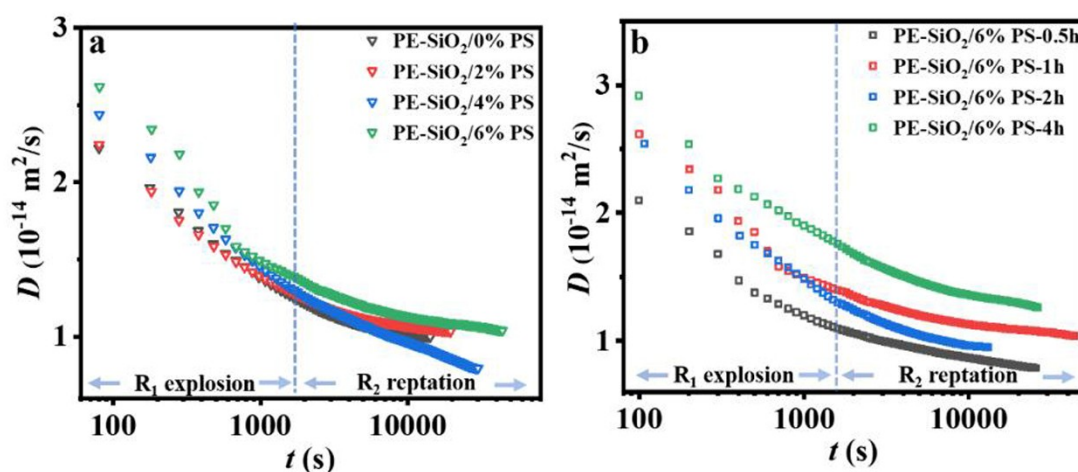 a
PE-SiO2/0% PS
PE-SiO2/2% PS
PE-SiO2/4% PS
PE-SiO2/6% PS
3
2
1
D (10-14 m2/s)
R1 explosion
R2 reptation
100
1000
10000
t (s)
b
PE-SiO2/6% PS-0.5h
PE-SiO2/6% PS-1h
PE-SiO2/6% PS-2h
PE-SiO2/6% PS-4h
3
2
1
D (10-14 m2/s)
R1 explosion
R2 reptation
100
1000
10000
t (s)